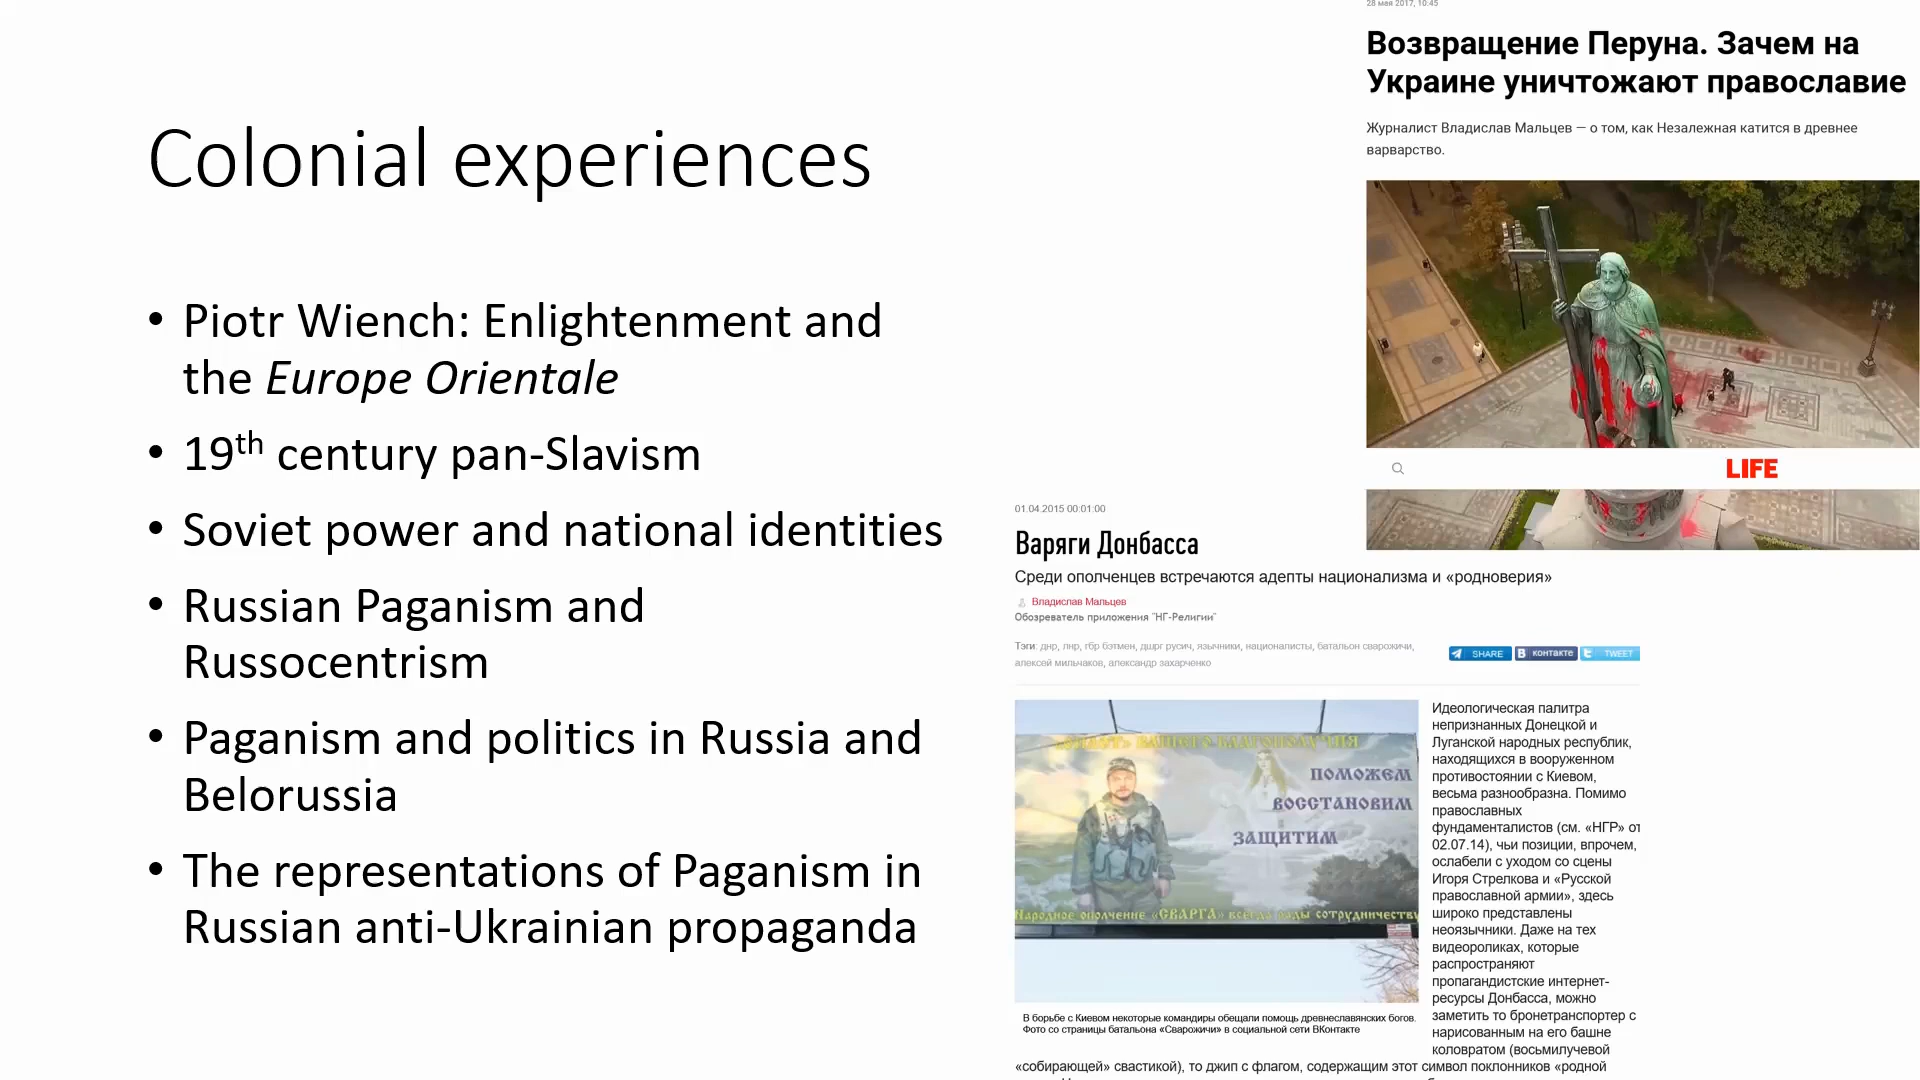 Colonial experiences
• Piotr Wiench: Enlightenment and
the Europe Orientale
• 19th century pan-Slavism
• Soviet power and national identities
• Russian Paganism and
Russocentrism
• Paganism and politics in Russia and
Belorussia
• The representations of Paganism in
Russian anti-Ukrainian propaganda
28 мая 2017, 10:45
Возвращение Перуна. Зачем на
Украине уничтожают православие
Журналист Владислав Мальцев — о том, как Незалежная катится в древнее
варварство.
LIFE
01.04.2015 00:01:00
Варяги Донбасса
Среди ополченцев встречаются адепты национализма и «родноверия»
Владислав Мальцев
Обозреватель приложения "НГ-Религии"
Тэги: днр, лнр, гбр бэтмен, дшрг русич, язычники, националисты, батальон сварожичи,
алексей мильчаков, александр захарченко
SHARE
В контакте
TWEET
ВАШЕГО БЛАГОПОЛУЧИЯ
ПОМОЖЕМ
ВОССТАНОВИМ
ЗАЩИТИМ
Народное ополчение «СВАРГА» всегда рады сотрудничеству
В борьбе с Киевом некоторые командиры обещали помощь древнеславянских богов.
Фото со страницы батальона «Сварожичи» в социальной сети ВКонтакте
Идеологическая палитра
непризнанных Донецкой и
Луганской народных республик,
находящихся в вооруженном
противостоянии с Киевом,
весьма разнообразна. Помимо
православных
фундаменталистов (см. «НГР» от
02.07.14), чьи позиции, впрочем,
ослабели с уходом со сцены
Игоря Стрелкова и «Русской
православной армии», здесь
широко представлены
неоязычники. Даже на тех
видеороликах, которые
распространяют
пропагандистские интернет-
ресурсы Донбасса, можно
заметить то бронетранспортер с
нарисованным на его башне
коловратом (восьмилучевой
«собирающей» свастикой), то джип с флагом, содержащим этот символ поклонников «родной